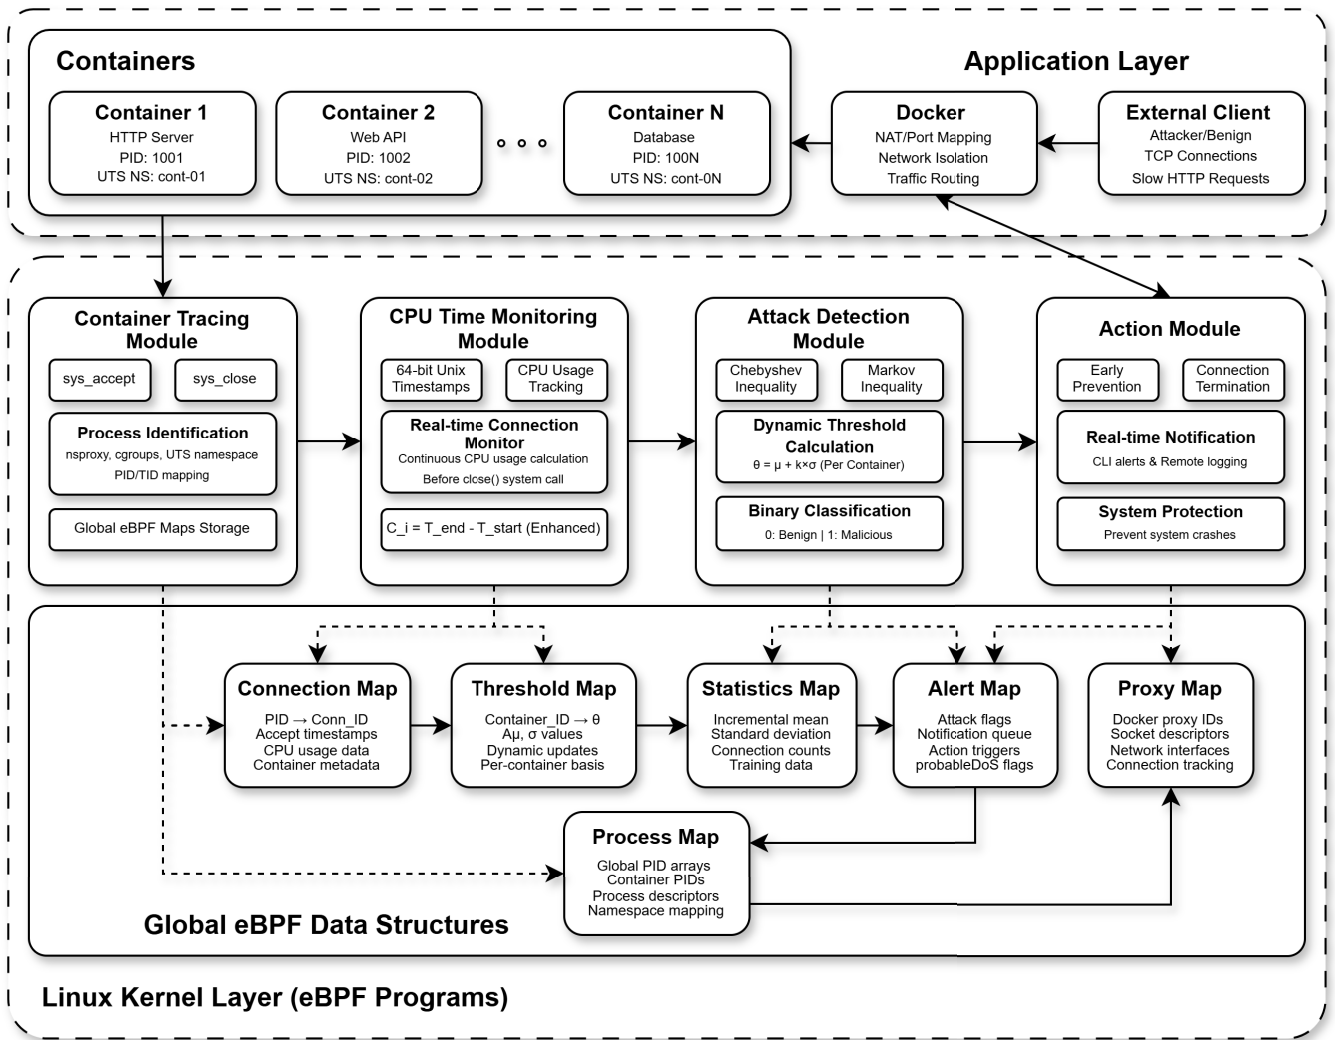 Containers
Application Layer
Container 1
HTTP Server
PID: 1001
UTS NS: cont-01
Container 2
Web API
PID: 1002
UTS NS: cont-02
Container N
Database
PID: 100N
UTS NS: cont-0N
Docker
NAT/Port Mapping
Network Isolation
Traffic Routing
External Client
Attacker/Benign
TCP Connections
Slow HTTP Requests
Container Tracing
Module
sys_accept
sys_close
Process Identification
nsproxy, cgroups, UTS namespace
PID/TID mapping
Global eBPF Maps Storage
CPU Time Monitoring
Module
64-bit Unix
Timestamps
CPU Usage
Tracking
Real-time Connection
Monitor
Continuous CPU usage calculation
Before clcse() system call
C_i = T_end - T_start (Enhanced)
Attack Detection
Module
Chebyshev
Inequality
Markov
Inequality
Dynamic Threshold
Calculation
θ = μ + k×σ (Per Container)
Binary Classification
0: Benign | 1: Malicious
Action Module
Early
Prevention
Connection
Termination
Real-time Notification
CLI alerts & Remote logging
System Protection
Prevent system crashes
Connection Map
PID → Conn_ID
Accept timestamps
CPU usage data
Container metadata
Threshold Map
Container_ID → θ
Aμ, σ values
Dynamic updates
Per-container basis
Statistics Map
Incremental mean
Standard deviation
Connection counts
Training data
Alert Map
Attack flags
Notification queue
Action triggers
probableDoS flags
Proxy Map
Docker proxy IDs
Socket descriptors
Network interfaces
Connection tracking
Process Map
Global PID arrays
Container PIDs
Process descriptors
Namespace mapping
Global eBPF Data Structures
Linux Kernel Layer (eBPF Programs)